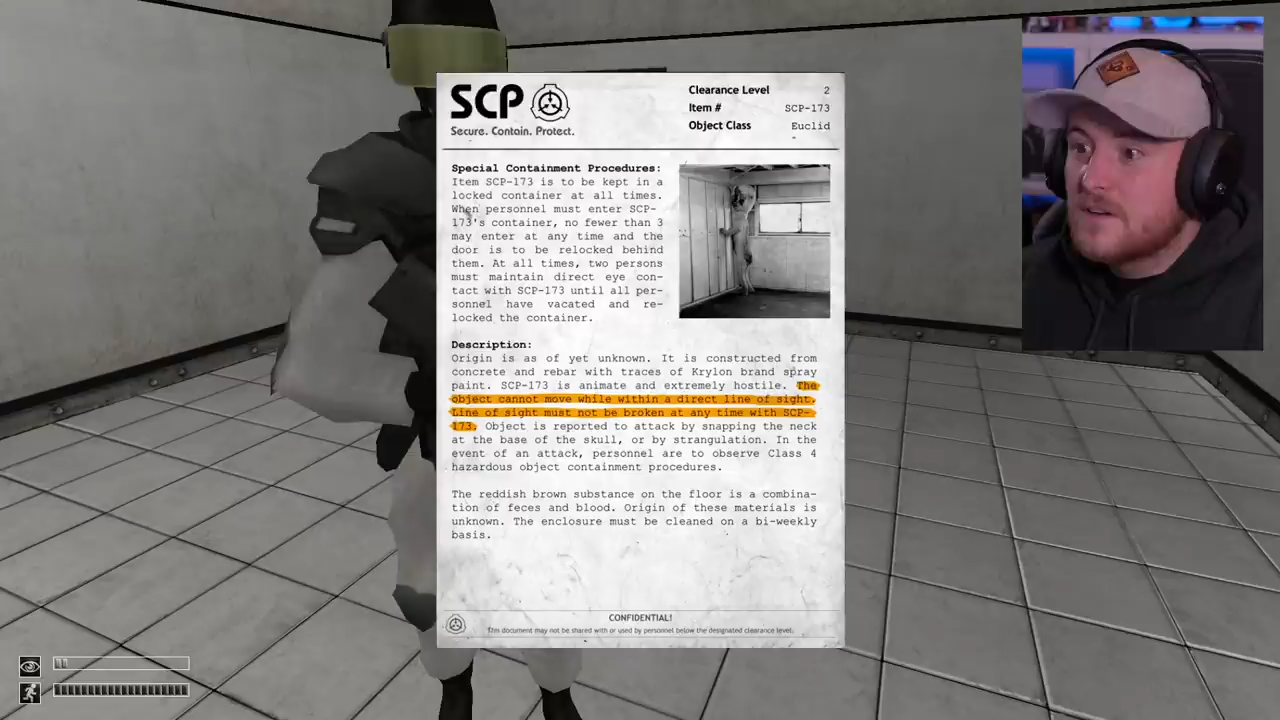 SCP
Secure. Contain. Protect.
Clearance Level 2
Item # SCP-173
Object Class Euclid
Special Containment Procedures:
Item SCP-173 is to be kept in a
locked container at all times.
When personnel must enter SCP-
173's container, no fewer than 3
may enter at any time and the
door is to be relocked behind
them. At all times, two persons
must maintain direct eye con-
tact with SCP-173 until all per-
sonnel have vacated and re-
locked the container.
Description:
Origin is as of yet unknown. It is constructed from
concrete and rebar with traces of Krylon brand spray
paint. SCP-173 is animate and extremely hostile. The
object cannot move while within a direct line of sight.
Line of sight must not be broken at any time with SCP-
173. Object is reported to attack by snapping the neck
at the base of the skull, or by strangulation. In the
event of an attack, personnel are to observe Class 4
hazardous object containment procedures.
The reddish brown substance on the floor is a combina-
tion of feces and blood. Origin of these materials is
unknown. The enclosure must be cleaned on a bi-weekly
basis.
CONFIDENTIAL!
This document may not be shared with or used by personnel below the designated clearance level.